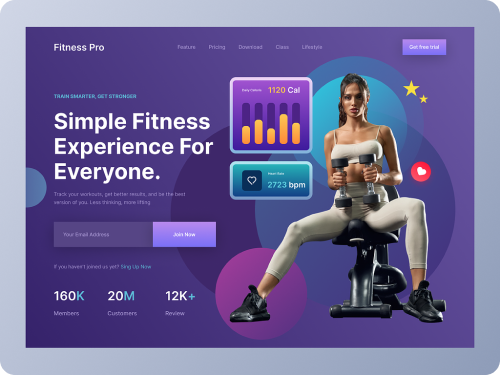 Fitness Pro
Feature Pricing Download Class Lifestyle
Get free trial
TRAIN SMARTER, GET STRONGER
Simple Fitness
Experience For
Everyone.
Track your workouts, get better results, and be the best
version of you. Less thinking, more lifting.
Your Email Address
Join Now
If you haven't joined us yet? Sing Up Now
160K
Members
20M
Customers
12K+
Review
Daily Calorie
1120 Cal
Heart Rate
2723 bpm